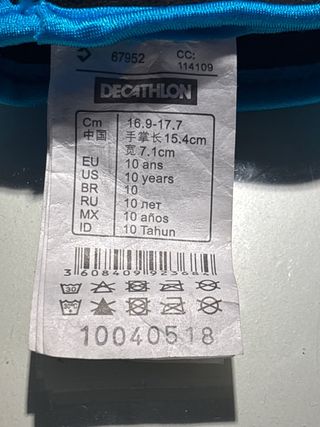 67952
CC:
114109
DECATHLON
Cm 16.9-17.7
中国 手掌长15.4cm
宽7.1cm
EU 10 ans
US 10 years
BR 10
RU 10 лет
MX 10 años
ID 10 Tahun
3 608409
10040518